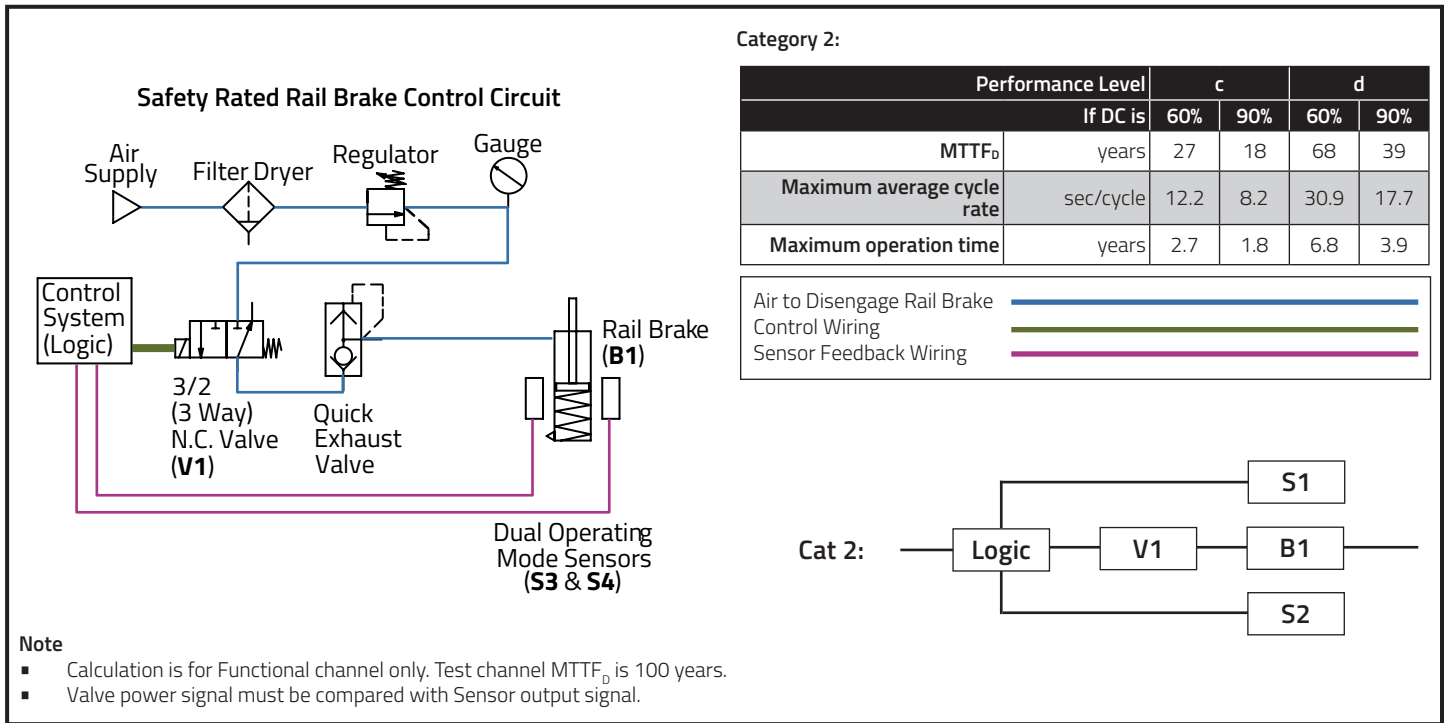 Safety Rated Rail Brake Control Circuit
Air
Supply
Filter Dryer
Regulator
Gauge
Control
System
(Logic)
3/2
(3 Way)
N.C. Valve
(V1)
Quick
Exhaust
Valve
Rail Brake
(B1)
Dual Operating
Mode Sensors
(S3 & S4)
Category 2:
Performance Level c d
If DC is 60% 90% 60% 90%
MTTFD years 27 18 68 39
Maximum average cycle
rate sec/cycle 12.2 8.2 30.9 17.7
Maximum operation time years 2.7 1.8 6.8 3.9
Air to Disengage Rail Brake
Control Wiring
Sensor Feedback Wiring
Cat 2:
Logic
V1
S1
B1
S2
Note
▪ Calculation is for Functional channel only. Test channel MTTFD is 100 years.
▪ Valve power signal must be compared with Sensor output signal.